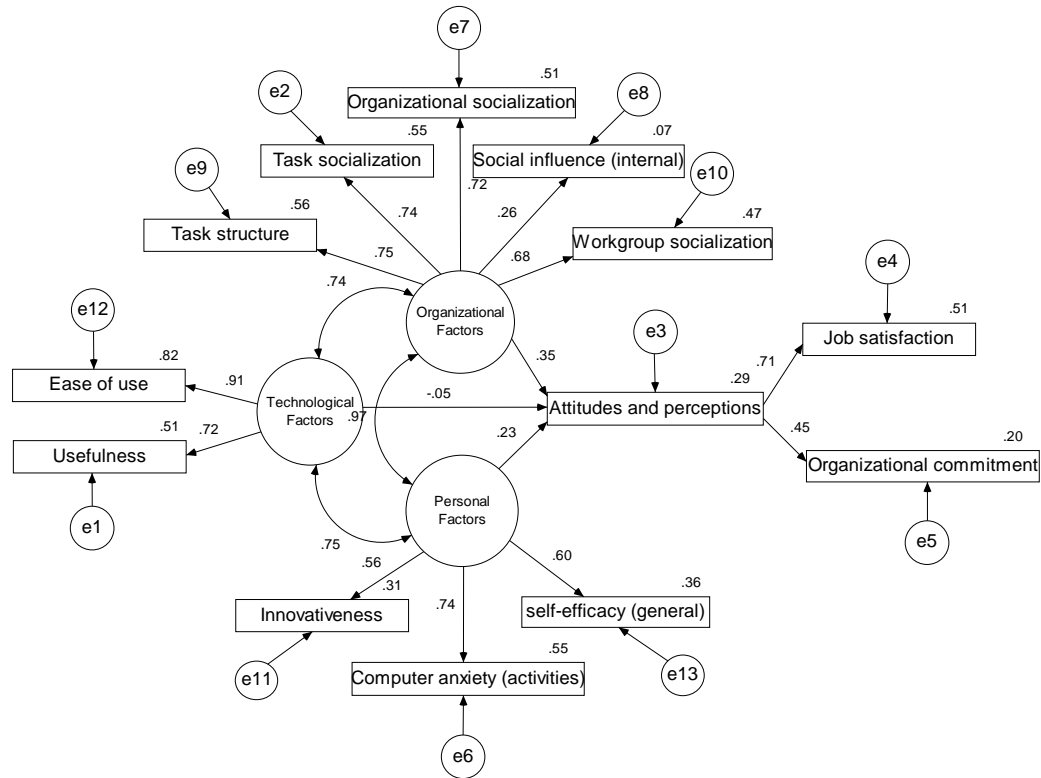 e7
.51
Organizational socialization
e2
.55
Task socialization
e8
.07
Social influence (internal)
e9
.56
Task structure
e10
.47
Workgroup socialization
.72
.74
.26
.75
.68
.74
Organizational
Factors
e4
.51
Job satisfaction
.71
e12
.82
Ease of use
.91
e3
.35
.29
Attitudes and perceptions
Technological
Factors
.97
-.05
.51
Usefulness
.72
e1
.23
.45
.20
Organizational commitment
e5
Personal
Factors
.75
.56
.31
Innovativeness
e11
.74
.60
.36
self-efficacy (general)
e13
.55
Computer anxiety (activities)
e6